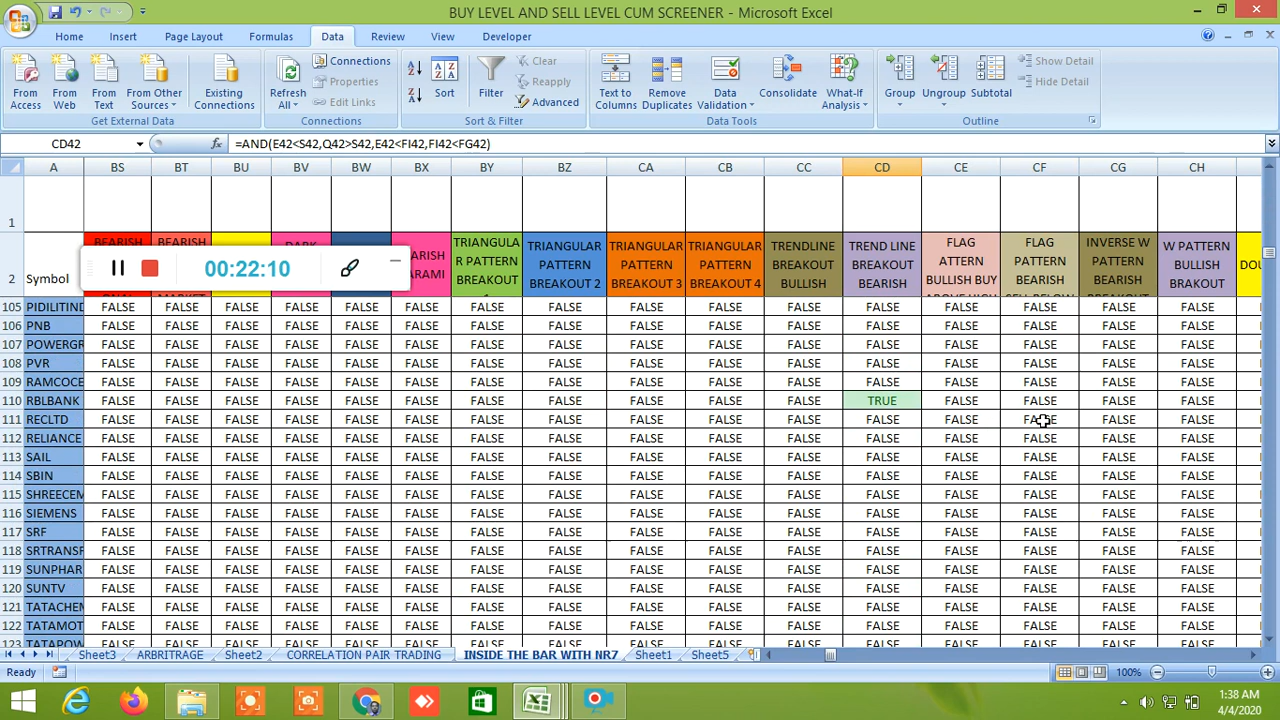 BUY LEVEL AND SELL LEVEL CUM SCREENER - Microsoft Excel
Home Insert Page Layout Formulas Data Review View Developer
From Access
From Web
From Text
From Other Sources
Existing Connections
Get External Data
Refresh All
Connections
Properties
Edit Links
Connections
Sort
Filter
Clear
Reapply
Advanced
Sort & Filter
Text to Columns
Remove Duplicates
Data Validation
Consolidate
What-If Analysis
Data Tools
Group
Ungroup
Subtotal
Show Detail
Hide Detail
Outline
CD42 fx =AND(E42<S42,Q42>S42,E42<FI42,FI42<FG42)
A BS BT BU BV BW BX BY BZ CA CB CC CD CE CF CG CH
1
2 Symbol
BEARISH
BEARISH
DARK
TRIANGULA
R PATTERN
BREAKOUT
TRIANGULAR
PATTERN
BREAKOUT 2
TRIANGULAR
PATTERN
BREAKOUT 3
TRIANGULAR
PATTERN
BREAKOUT 4
TRENDLINE
BREAKOUT
BULLISH
TREND LINE
BREAKOUT
BEARISH
FLAG
ATTERN
BULLISH BUY
FLAG
PATTERN
BEARISH
INVERSE W
PATTERN
BEARISH
W PATTERN
BULLISH
BRAKOUT
DOU
00:22:10
105 PIDILITIND FALSE FALSE FALSE FALSE FALSE FALSE FALSE FALSE FALSE FALSE FALSE FALSE FALSE FALSE FALSE FALSE
106 PNB FALSE FALSE FALSE FALSE FALSE FALSE FALSE FALSE FALSE FALSE FALSE FALSE FALSE FALSE FALSE FALSE
107 POWERGR FALSE FALSE FALSE FALSE FALSE FALSE FALSE FALSE FALSE FALSE FALSE FALSE FALSE FALSE FALSE FALSE
108 PVR FALSE FALSE FALSE FALSE FALSE FALSE FALSE FALSE FALSE FALSE FALSE FALSE FALSE FALSE FALSE FALSE
109 RAMCOCE FALSE FALSE FALSE FALSE FALSE FALSE FALSE FALSE FALSE FALSE FALSE FALSE FALSE FALSE FALSE FALSE
110 RBLBANK FALSE FALSE FALSE FALSE FALSE FALSE FALSE FALSE FALSE FALSE FALSE TRUE FALSE FALSE FALSE FALSE
111 RECLTD FALSE FALSE FALSE FALSE FALSE FALSE FALSE FALSE FALSE FALSE FALSE FALSE FALSE FALSE FALSE FALSE
112 RELIANCE FALSE FALSE FALSE FALSE FALSE FALSE FALSE FALSE FALSE FALSE FALSE FALSE FALSE FALSE FALSE FALSE
113 SAIL FALSE FALSE FALSE FALSE FALSE FALSE FALSE FALSE FALSE FALSE FALSE FALSE FALSE FALSE FALSE FALSE
114 SBIN FALSE FALSE FALSE FALSE FALSE FALSE FALSE FALSE FALSE FALSE FALSE FALSE FALSE FALSE FALSE FALSE
115 SHREECEM FALSE FALSE FALSE FALSE FALSE FALSE FALSE FALSE FALSE FALSE FALSE FALSE FALSE FALSE FALSE FALSE
116 SIEMENS FALSE FALSE FALSE FALSE FALSE FALSE FALSE FALSE FALSE FALSE FALSE FALSE FALSE FALSE FALSE FALSE
117 SRF FALSE FALSE FALSE FALSE FALSE FALSE FALSE FALSE FALSE FALSE FALSE FALSE FALSE FALSE FALSE FALSE
118 SRTRANSF FALSE FALSE FALSE FALSE FALSE FALSE FALSE FALSE FALSE FALSE FALSE FALSE FALSE FALSE FALSE FALSE
119 SUNPHAR FALSE FALSE FALSE FALSE FALSE FALSE FALSE FALSE FALSE FALSE FALSE FALSE FALSE FALSE FALSE FALSE
120 SUNTV FALSE FALSE FALSE FALSE FALSE FALSE FALSE FALSE FALSE FALSE FALSE FALSE FALSE FALSE FALSE FALSE
121 TATACHEM FALSE FALSE FALSE FALSE FALSE FALSE FALSE FALSE FALSE FALSE FALSE FALSE FALSE FALSE FALSE FALSE
122 TATAMOT FALSE FALSE FALSE FALSE FALSE FALSE FALSE FALSE FALSE FALSE FALSE FALSE FALSE FALSE FALSE FALSE
123 TATAPOW FALSE FALSE FALSE FALSE FALSE FALSE FALSE FALSE FALSE FALSE FALSE FALSE FALSE FALSE FALSE FALSE
Sheet3 ARBITRAGE Sheet2 CORRELATION PAIR TRADING INSIDE THE BAR WITH NR7 Sheet1 Sheet5
Ready 100%
1:38 AM
4/4/2020